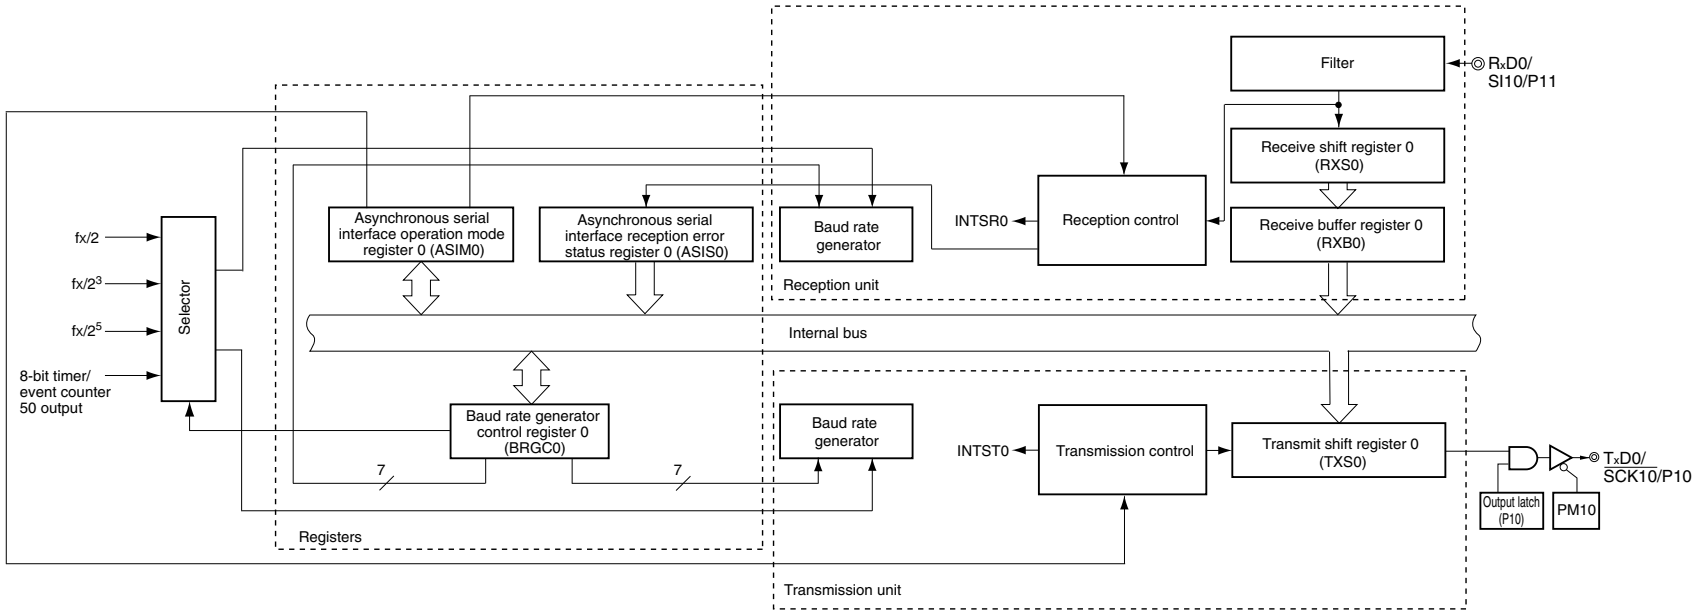 Filter
RxD0/
SI10/P11
Receive shift register 0
(RXS0)
Asynchronous serial
interface operation mode
register 0 (ASIM0)
Asynchronous serial
interface reception error
status register 0 (ASIS0)
Baud rate
generator
INTSR0
Reception control
Receive buffer register 0
(RXB0)
Reception unit
fx/2
fx/2³
fx/2⁵
8-bit timer/
event counter
50 output
Selector
Internal bus
Baud rate generator
control register 0
(BRGC0)
7
7
Registers
Baud rate
generator
INTST0
Transmission control
Transmit shift register 0
(TXS0)
TxD0/
SCK10/P10
Output latch
(P10)
PM10
Transmission unit